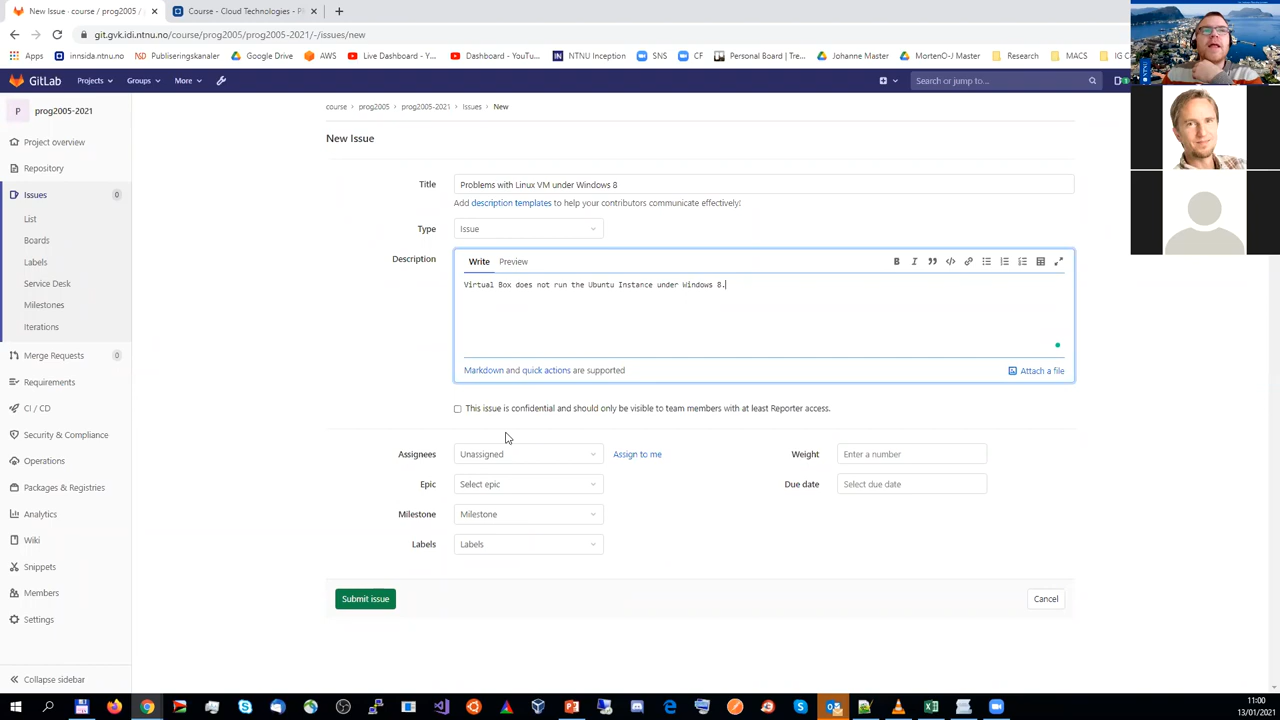 New Issue · course / prog2005 /
Course - Cloud Technologies - P
git.gvk.idi.ntnu.no/course/prog2005/prog2005-2021/-/issues/new
Apps
innsida.ntnu.no
Publiseringskanaler
Google Drive
AWS
Live Dashboard - Yo...
Dashboard - YouTu...
NTNU Inception
SNS
CF
Personal Board | Tre...
Johanne Master
MortenO-J Master
Research
MACS
IG C
GitLab
Projects
Groups
More
Search or jump to...
P
prog2005-2021
course > prog2005 > prog2005-2021 > Issues > New
Project overview
Repository
Issues
0
List
Boards
Labels
Service Desk
Milestones
Iterations
Merge Requests
0
Requirements
CI / CD
Security & Compliance
Operations
Packages & Registries
Analytics
Wiki
Snippets
Members
Settings
Collapse sidebar
New Issue
Title
Problems with Linux VM under Windows 8
Add description templates to help your contributors communicate effectively!
Type
Issue
Description
Write
Preview
Virtual Box does not run the Ubuntu Instance under Windows 8.
Markdown and quick actions are supported
Attach a file
This issue is confidential and should only be visible to team members with at least Reporter access.
Assignees
Unassigned
Assign to me
Weight
Enter a number
Epic
Select epic
Due date
Select due date
Milestone
Milestone
Labels
Labels
Submit issue
Cancel
NTNU
11:00
13/01/2021